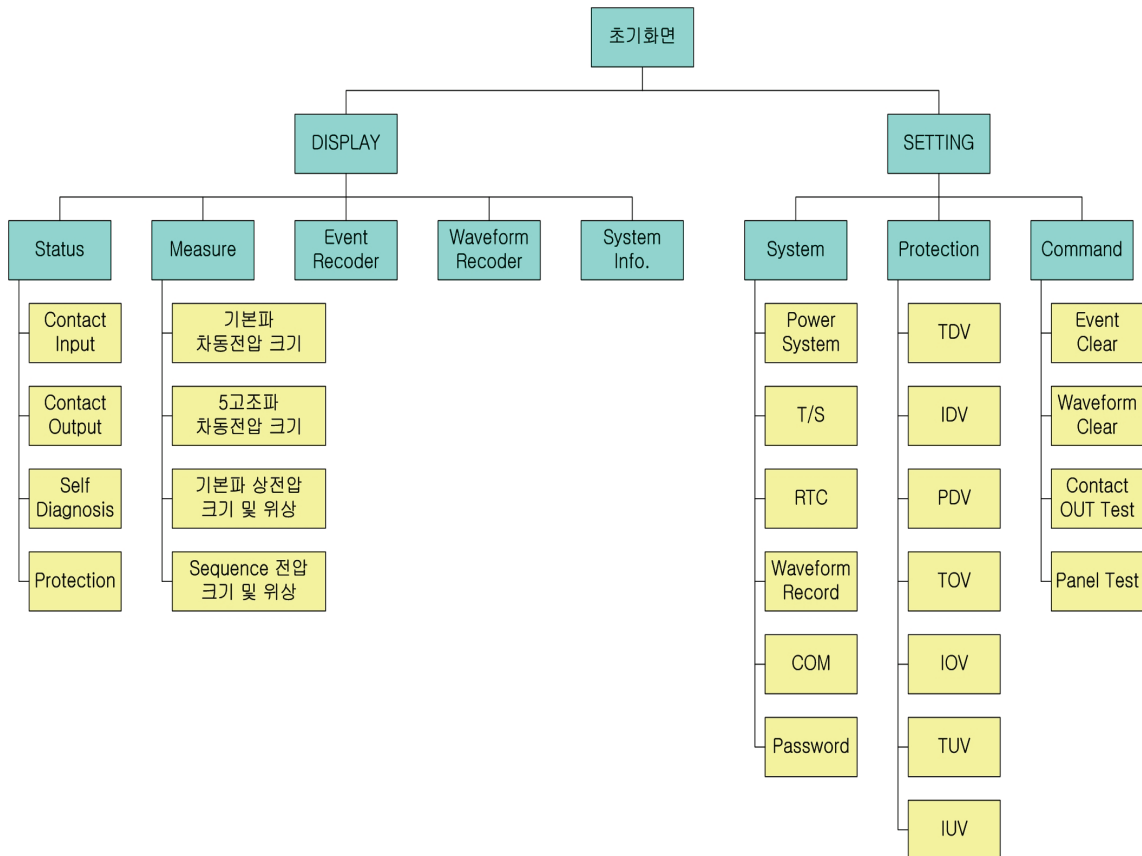 초기화면
DISPLAY
SETTING
Status
Measure
Event
Recoder
Waveform
Recoder
System
Info.
System
Protection
Command
Contact
Input
Contact
Output
Self
Diagnosis
Protection
기본파
차동전압 크기
5고조파
차동전압 크기
기본파 상전압
크기 및 위상
Sequence 전압
크기 및 위상
Power
System
T/S
RTC
Waveform
Record
COM
Password
TDV
IDV
PDV
TOV
IOV
TUV
IUV
Event
Clear
Waveform
Clear
Contact
OUT Test
Panel Test